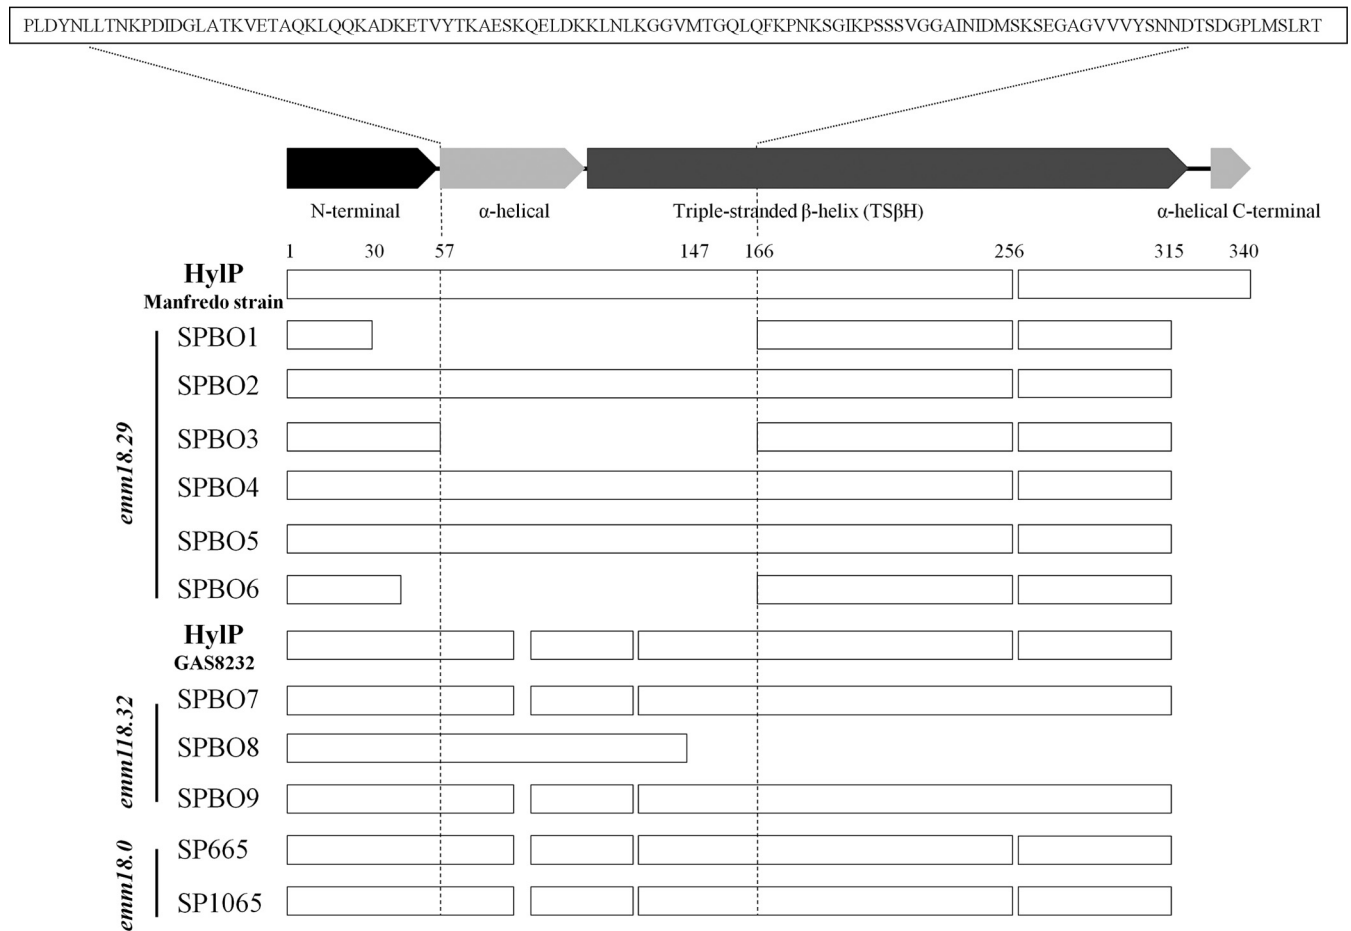 PLDYNLLTNKPDIDGLATKVETAQKLQQKADKETVYTKAESKQELDKKLNLKGGVMTGQLQFKPNKSGIKPSSSVGGAINIDMSKSEGAGVVVYSNNDTSDGPLMSLRT
N-terminal α-helical Triple-stranded β-helix (TSβH) α-helical C-terminal
1 30 57 147 166 256 315 340
HylP
Manfredo strain
emm18.29
SPBO1
SPBO2
SPBO3
SPBO4
SPBO5
SPBO6
HylP
GAS8232
emm118.32
SPBO7
SPBO8
SPBO9
emm18.0
SP665
SP1065